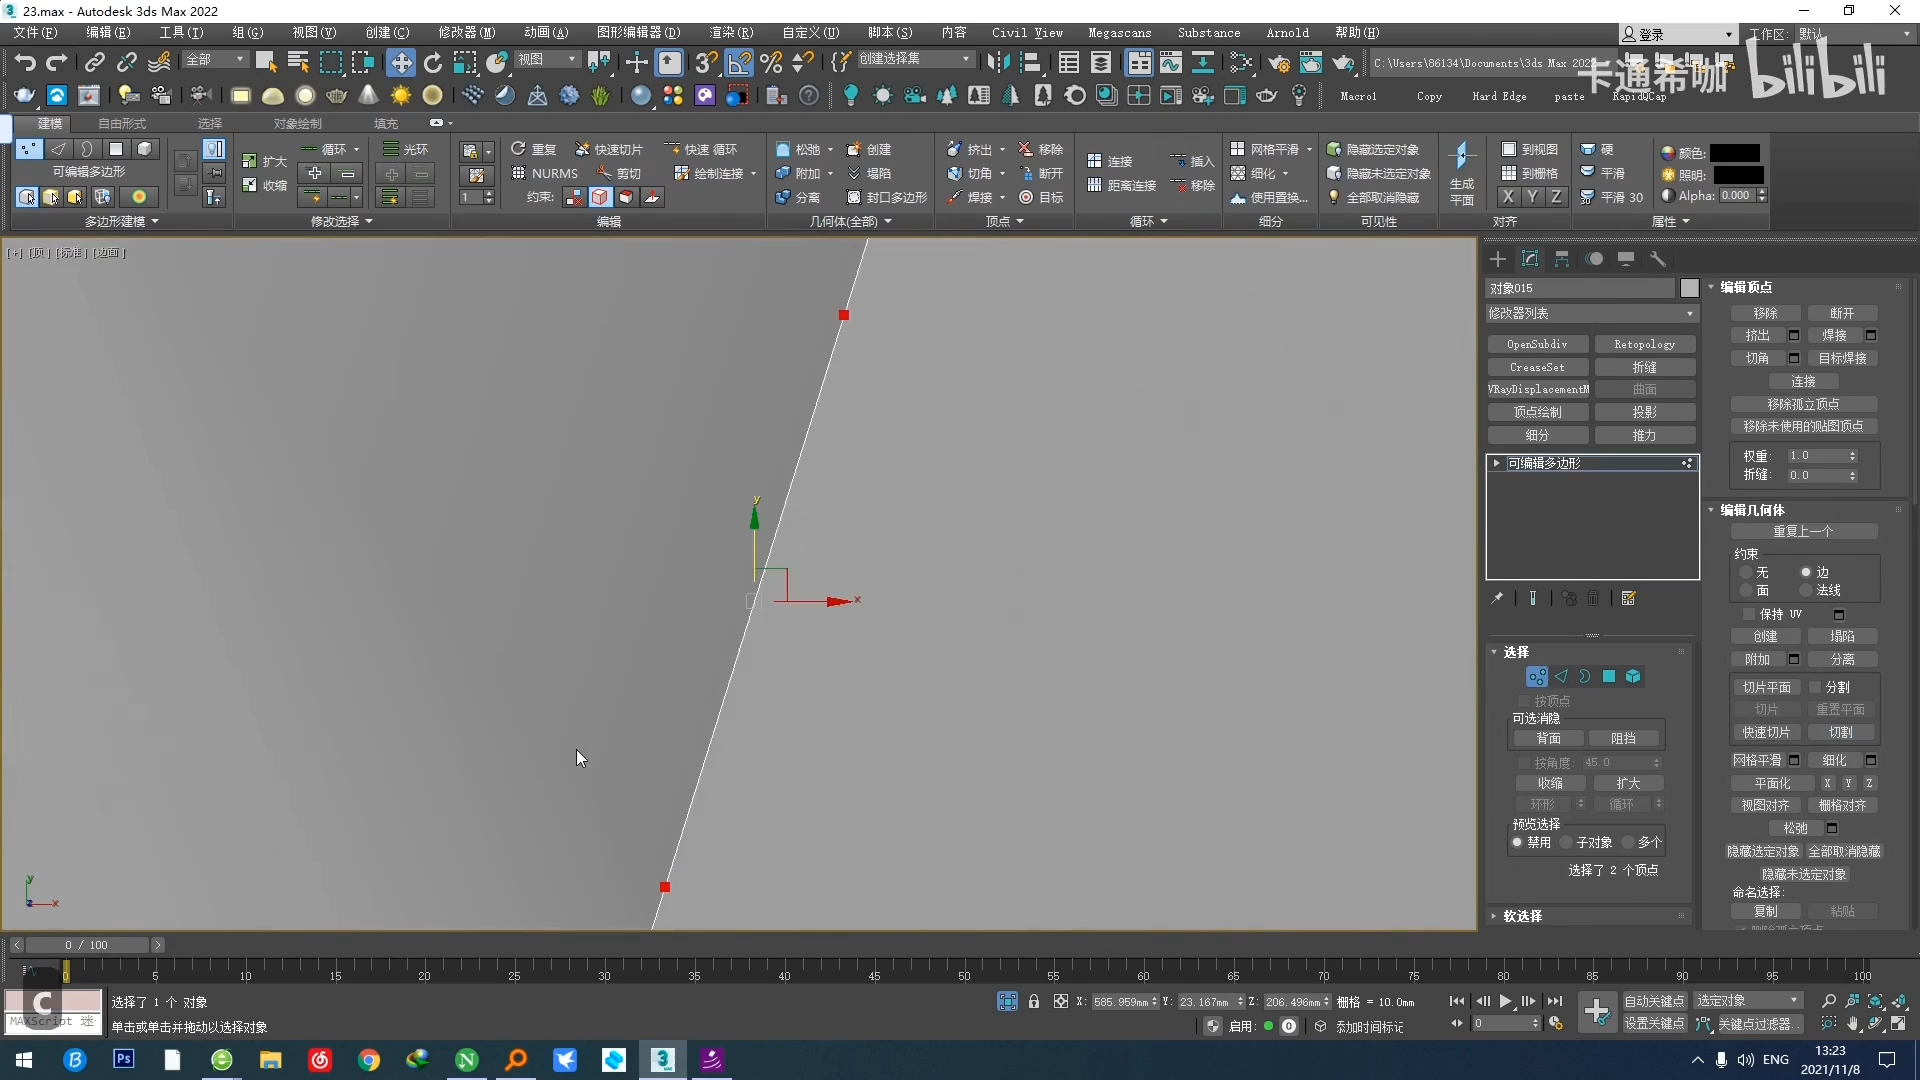 23.max - Autodesk 3ds Max 2022
文件(F) 编辑(E) 工具(T) 组(G) 视图(V) 创建(C) 修改器(M) 动画(A) 图形编辑器(D) 渲染(R) 自定义(U) 脚本(S) 内容 Civil View Megascans Substance Arnold 帮助(H) 登录 工作区: 默认
全部 视图 创建选择集 C:\Users\86134\Documents\3ds Max 2022
卡通希咖 bilibili
Macro1 Copy Hard Edge paste RapidQCap
建模 自由形式 选择 对象绘制 填充
可编辑多边形 扩大 收缩 循环 光环 重复 快速切片 快速 循环 松弛 创建 挤出 移除 连接 插入 网格平滑 隐藏选定对象 到视图 硬 颜色:
NURMS 剪切 绘制连接 附加 塌陷 切角 断开 距离连接 移除 细化 隐藏未选定对象 生成平面 到栅格 平滑 照明:
1 约束: 分离 封口多边形 焊接 目标 使用置换... 全部取消隐藏 X Y Z 平滑 30 Alpha: 0.000
多边形建模 修改选择 编辑 几何体(全部) 顶点 循环 细分 可见性 对齐 属性
[+] [顶] [标准] [边面]
y
x
y
x
对象015
修改器列表
OpenSubdiv Retopology
CreaseSet 折缝
VRayDisplacementM 曲面
顶点绘制 投影
细分 推力
可编辑多边形
选择
按顶点
可选消隐
背面 阻挡
按角度: 45.0
收缩 扩大
环形 循环
预览选择
禁用 子对象 多个
选择了 2 个顶点
软选择
编辑顶点
移除 断开
挤出 焊接
切角 目标焊接
连接
移除孤立顶点
移除未使用的贴图顶点
权重: 1.0
折缝: 0.0
编辑几何体
重复上一个
约束
无 边
面 法线
保持 UV
创建 塌陷
附加 分离
切片平面 分割
切片 重置平面
快速切片 切割
网格平滑 细化
平面化 X Y Z
视图对齐 栅格对齐
松弛
隐藏选定对象 全部取消隐藏
隐藏未选定对象
命名选择:
复制 粘贴
0 / 100
0 5 10 15 20 25 30 35 40 45 50 55 60 65 70 75 80 85 90 95 100
C
MAXScript 迷
选择了 1 个 对象
单击或单击并拖动以选择对象
X: 585.959mm Y: 23.167mm Z: 206.496mm 栅格 = 10.0mm
启用: 0 添加时间标记
0
自动关键点 选定对象
设置关键点 关键点过滤器...
ENG
13:23
2021/11/8